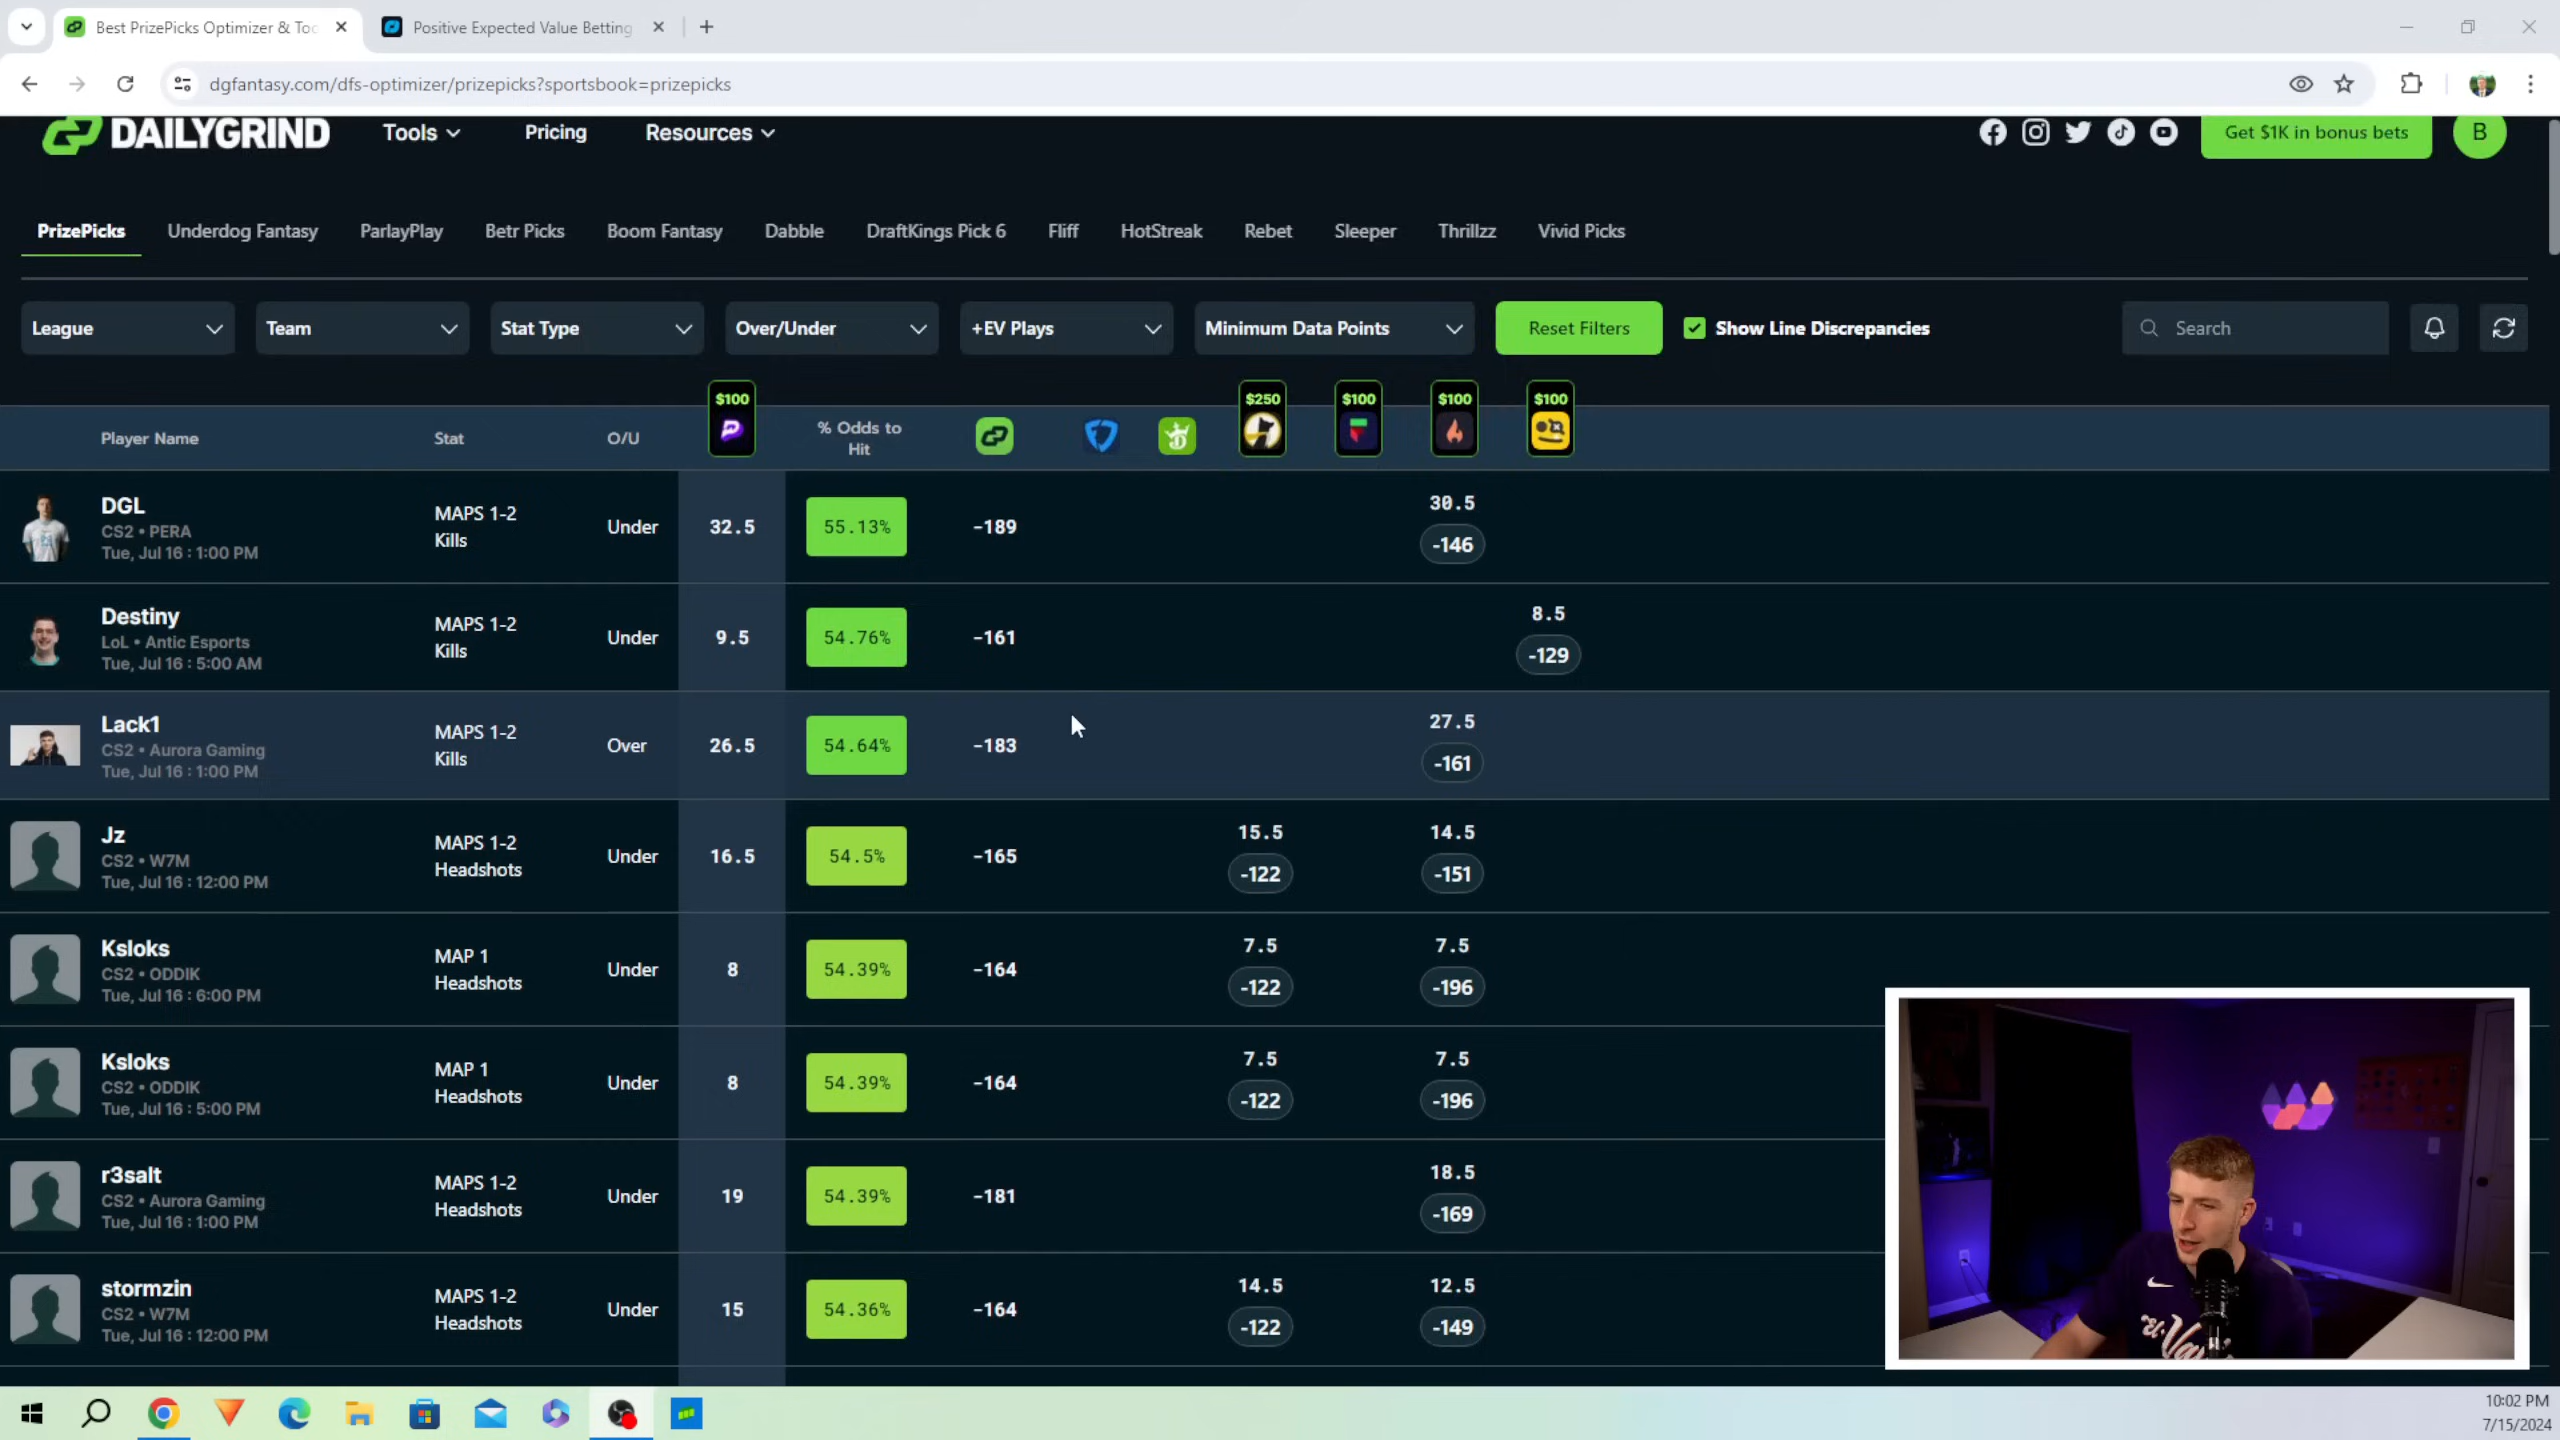 Best PrizePicks Optimizer & Too
Positive Expected Value Betting
dgfantasy.com/dfs-optimizer/prizepicks?sportsbook=prizepicks
DAILYGRIND
Tools
Pricing
Resources
Get $1K in bonus bets
B
PrizePicks
Underdog Fantasy
ParlayPlay
Betr Picks
Boom Fantasy
Dabble
DraftKings Pick 6
Fliff
HotStreak
Rebet
Sleeper
Thrillzz
Vivid Picks
League
Team
Stat Type
Over/Under
+EV Plays
Minimum Data Points
Reset Filters
Show Line Discrepancies
Search
Player Name
Stat
O/U
$100
% Odds to
Hit
$250
$100
$100
$100
DGL
CS2 • PERA
Tue, Jul 16 : 1:00 PM
MAPS 1-2
Kills
Under
32.5
55.13%
-189
30.5
-146
Destiny
LoL • Antic Esports
Tue, Jul 16 : 5:00 AM
MAPS 1-2
Kills
Under
9.5
54.76%
-161
8.5
-129
Lack1
CS2 • Aurora Gaming
Tue, Jul 16 : 1:00 PM
MAPS 1-2
Kills
Over
26.5
54.64%
-183
27.5
-161
Jz
CS2 • W7M
Tue, Jul 16 : 12:00 PM
MAPS 1-2
Headshots
Under
16.5
54.5%
-165
15.5
-122
14.5
-151
Ksloks
CS2 • ODDIK
Tue, Jul 16 : 6:00 PM
MAP 1
Headshots
Under
8
54.39%
-164
7.5
-122
7.5
-196
Ksloks
CS2 • ODDIK
Tue, Jul 16 : 5:00 PM
MAP 1
Headshots
Under
8
54.39%
-164
7.5
-122
7.5
-196
r3salt
CS2 • Aurora Gaming
Tue, Jul 16 : 1:00 PM
MAPS 1-2
Headshots
Under
19
54.39%
-181
18.5
-169
stormzin
CS2 • W7M
Tue, Jul 16 : 12:00 PM
MAPS 1-2
Headshots
Under
15
54.36%
-164
14.5
-122
12.5
-149
10:02 PM
7/15/2024